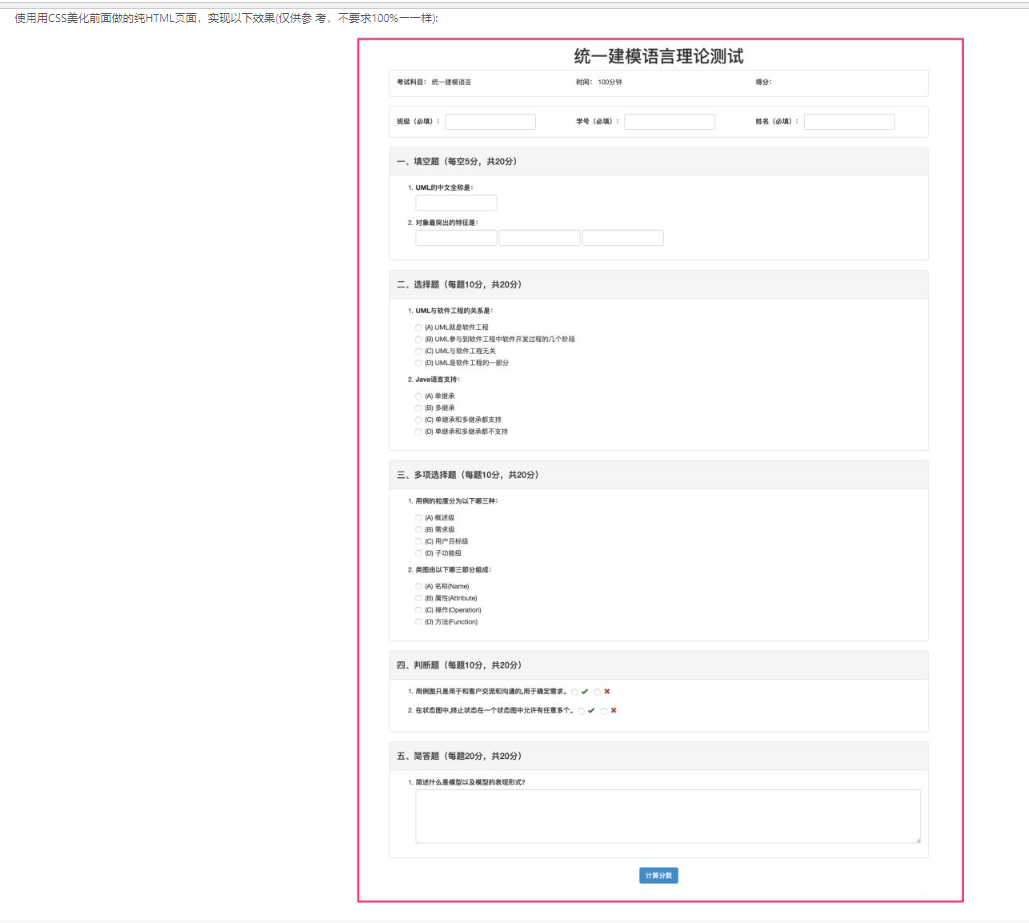 使用用CSS美化前面做的纯HTML页面，实现以下效果(仅供参 考，不要求100%一一样):
统一建模语言理论测试
考试科目： 统一建模语言 时间： 100分钟 得分：
班级（必填）： 学号（必填）： 姓名（必填）：
一、填空题（每空5分，共20分）
1. UML的中文全称是：
2. 对象最突出的特征是：
二、选择题（每题10分，共20分）
1. UML与软件工程的关系是：
(A) UML就是软件工程
(B) UML参与到软件工程中软件开发过程的几个阶段
(C) UML与软件工程无关
(D) UML是软件工程的一部分
2. Java语言支持：
(A) 单继承
(B) 多继承
(C) 单继承和多继承都支持
(D) 单继承和多继承都不支持
三、多项选择题（每题10分，共20分）
1. 用例的粒度分为以下哪三种：
(A) 概述级
(B) 需求级
(C) 用户目标级
(D) 子功能级
2. 类图由以下哪三部分组成：
(A) 名称(Name)
(B) 属性(Attribute)
(C) 操作(Operation)
(D) 方法(Function)
四、判断题（每题10分，共20分）
1. 用例图只是用于和客户交流和沟通的,用于确定需求。
2. 在状态图中,终止状态在一个状态图中允许有任意多个。
五、简答题（每题20分，共20分）
1. 简述什么是模型以及模型的表现形式?
计算分数